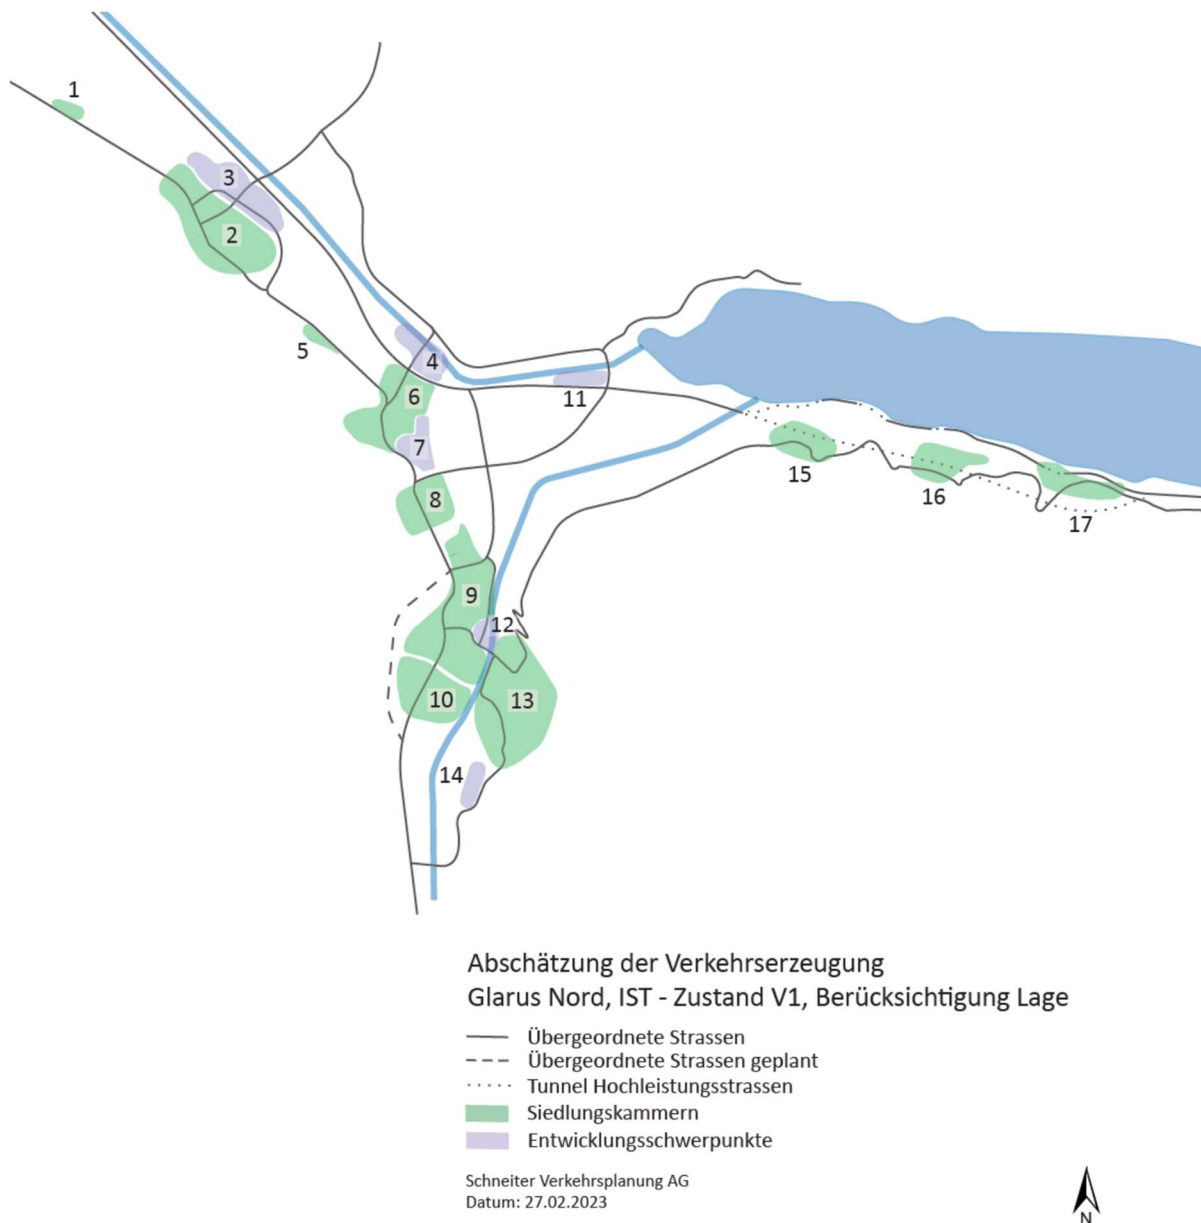 1
3
2
5
4
6
11
7
8
15
16
17
9
12
10
13
14
Abschätzung der Verkehrserzeugung
Glarus Nord, IST - Zustand V1, Berücksichtigung Lage
Übergeordnete Strassen
Übergeordnete Strassen geplant
Tunnel Hochleistungsstrassen
Siedlungskammern
Entwicklungsschwerpunkte
Schneiter Verkehrsplanung AG
Datum: 27.02.2023
N